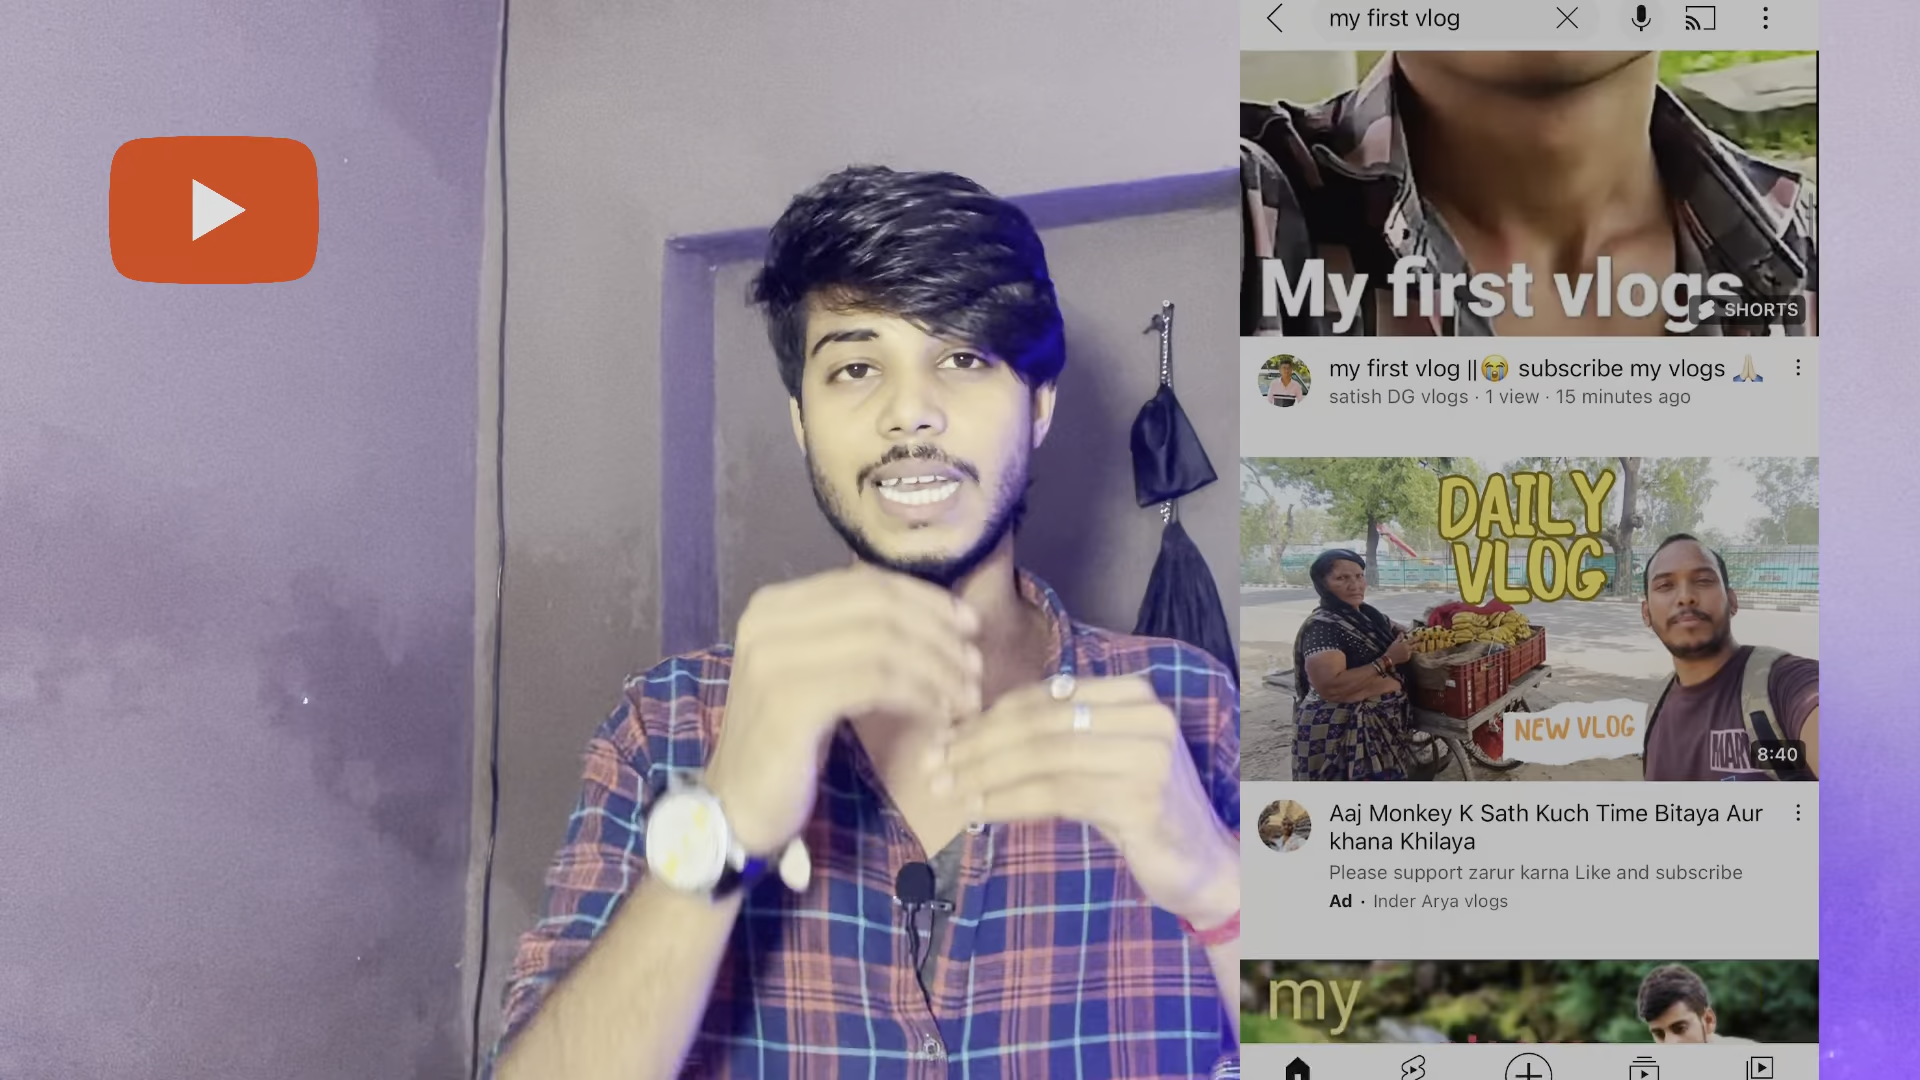 my first vlog
My first vlogs
SHORTS
my first vlog ||😭 subscribe my vlogs 🙏🏻
satish DG vlogs · 1 view · 15 minutes ago
DAILY
VLOG
NEW VLOG
MAR
8:40
Aaj Monkey K Sath Kuch Time Bitaya Aur
khana Khilaya
Please support zarur karna Like and subscribe
Ad · Inder Arya vlogs
my